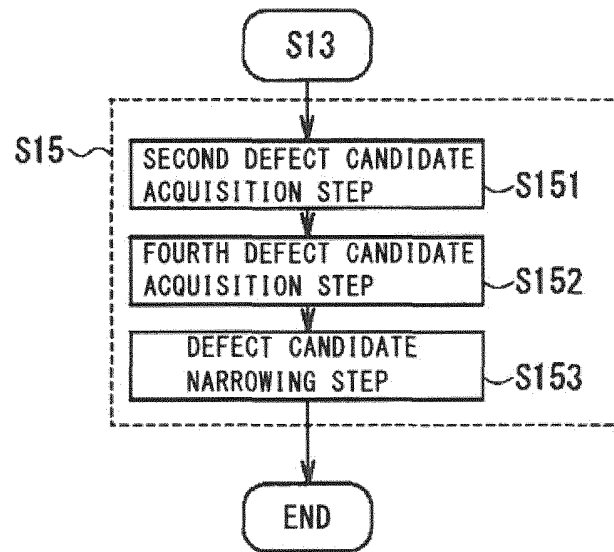 S13
S15
SECOND DEFECT CANDIDATE
ACQUISITION STEP
S151
FOURTH DEFECT CANDIDATE
ACQUISITION STEP
S152
DEFECT CANDIDATE
NARROWING STEP
S153
END